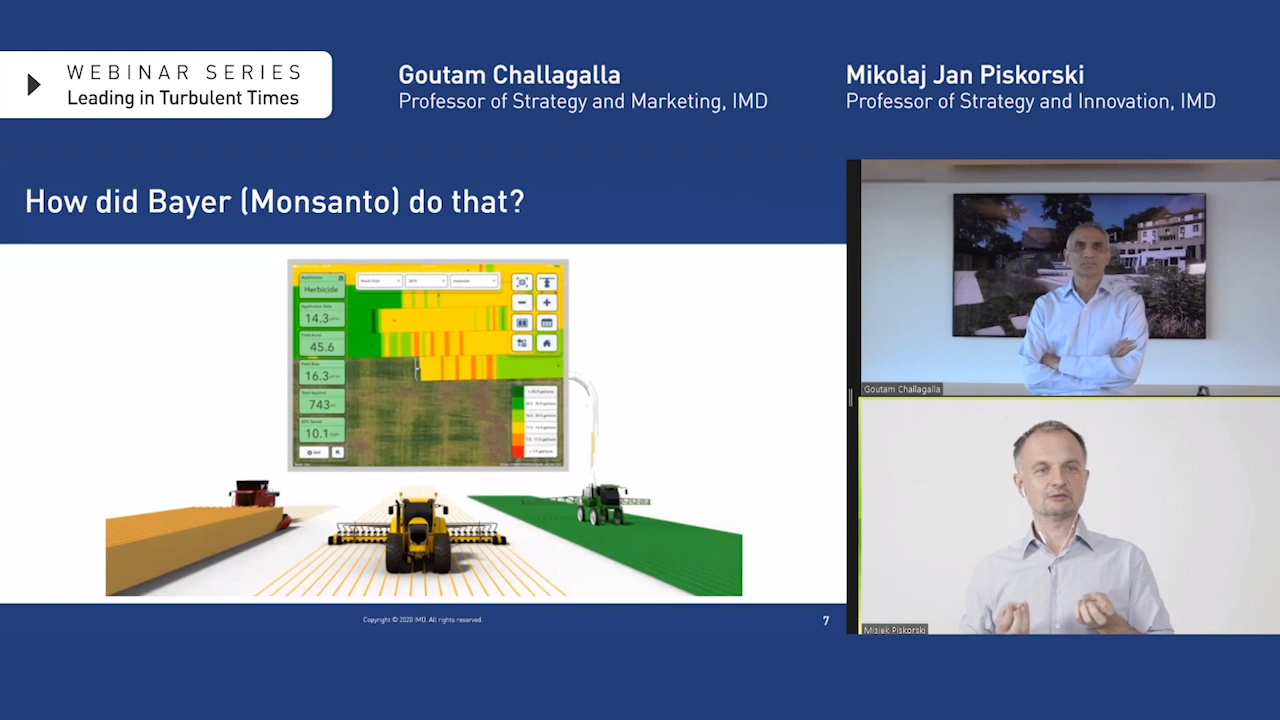 WEBINAR SERIES
Leading in Turbulent Times
Goutam Challagalla
Professor of Strategy and Marketing, IMD
Mikolaj Jan Piskorski
Professor of Strategy and Innovation, IMD
How did Bayer (Monsanto) do that?
Herbicide
14.3
45.6
16.3
743
10.1
Goutam Challagalla
Misiek Piskorski
Copyright © 2020 IMD. All rights reserved.
7